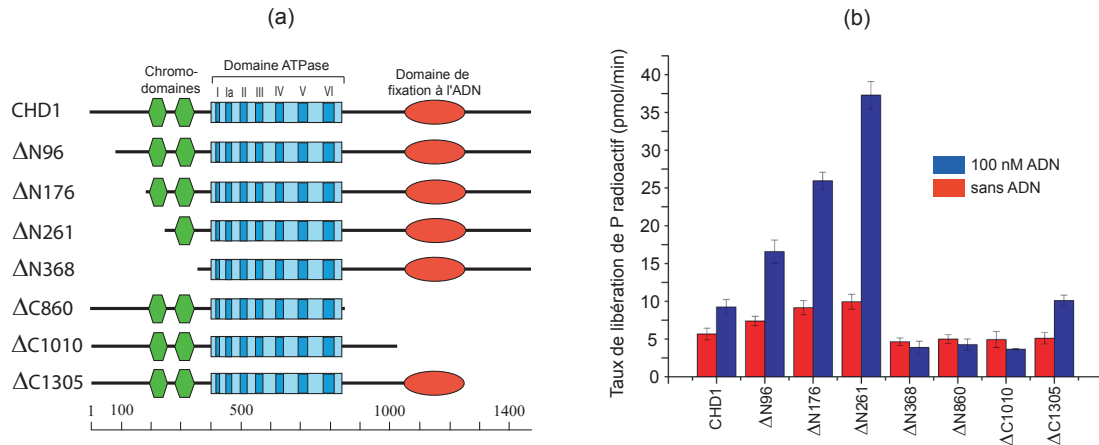 (a)
Chromo-
domaines
Domaine ATPase
I Ia II III IV V VI
Domaine de
fixation à l'ADN
CHD1
ΔN96
ΔN176
ΔN261
ΔN368
ΔC860
ΔC1010
ΔC1305
1 100 500 1000 1400
(b)
Taux de libération de P radioactif (pmol/min)
40
35
30
25
20
15
10
5
0
100 nM ADN
sans ADN
CHD1
ΔN96
ΔN176
ΔN261
ΔN368
ΔN860
ΔC1010
ΔC1305